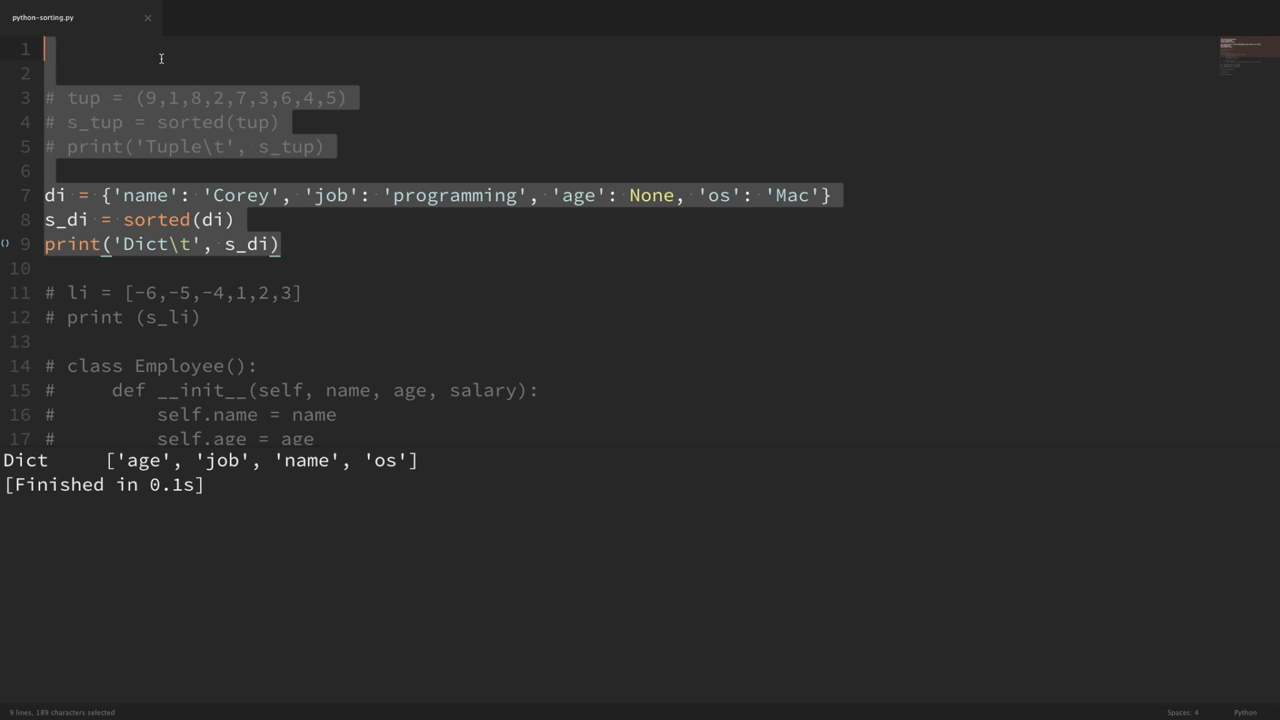 python-sorting.py ×
1
2
3 # tup = (9,1,8,2,7,3,6,4,5)
4 # s_tup = sorted(tup)
5 # print('Tuple\t', s_tup)
6
7 di = {'name': 'Corey', 'job': 'programming', 'age': None, 'os': 'Mac'}
8 s_di = sorted(di)
() 9 print('Dict\t', s_di)
10
11 # li = [-6,-5,-4,1,2,3]
12 # print (s_li)
13
14 # class Employee():
15 #     def __init__(self, name, age, salary):
16 #         self.name = name
17 #         self.age = age
Dict     ['age', 'job', 'name', 'os']
[Finished in 0.1s]
9 lines, 189 characters selected Spaces: 4 Python